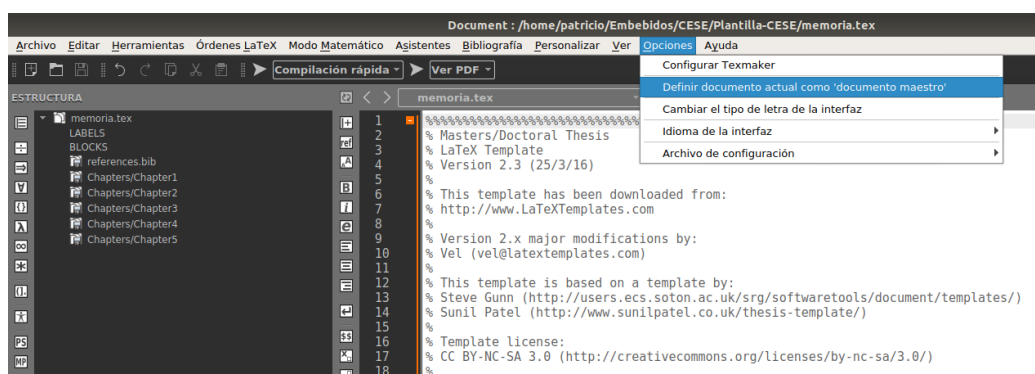 Document : /home/patricio/Embebidos/CESE/Plantilla-CESE/memoria.tex
Archivo Editar Herramientas Órdenes LaTeX Modo Matemático Asistentes Bibliografía Personalizar Ver Opciones Ayuda
Compilación rápida Ver PDF
Configurar Texmaker
Definir documento actual como 'documento maestro'
Cambiar el tipo de letra de la interfaz
Idioma de la interfaz
Archivo de configuración
ESTRUCTURA
memoria.tex
LABELS
BLOCKS
references.bib
Chapters/Chapter1
Chapters/Chapter2
Chapters/Chapter3
Chapters/Chapter4
Chapters/Chapter5
memoria.tex
1 %%%%%%%%%%%%%%%%%%%%%%%%%%%%%
2 % Masters/Doctoral Thesis
3 % LaTeX Template
4 % Version 2.3 (25/3/16)
5 %
6 % This template has been downloaded from:
7 % http://www.LaTeXTemplates.com
8 %
9 % Version 2.x major modifications by:
10 % Vel (vel@latextemplates.com)
11 %
12 % This template is based on a template by:
13 % Steve Gunn (http://users.ecs.soton.ac.uk/srg/softwaretools/document/templates/)
14 % Sunil Patel (http://www.sunilpatel.co.uk/thesis-template/)
15 %
16 % Template license:
17 % CC BY-NC-SA 3.0 (http://creativecommons.org/licenses/by-nc-sa/3.0/)
18 %